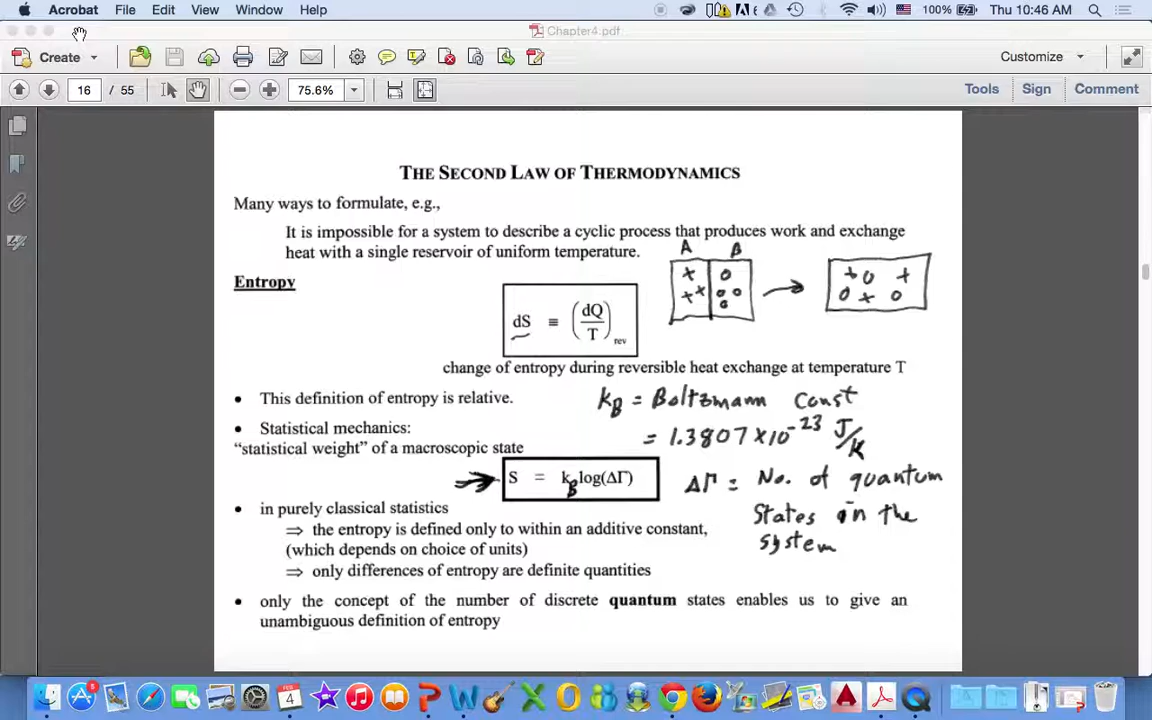 Acrobat File Edit View Window Help 6 100% Thu 10:46 AM
Chapter4.pdf
Create Customize
16 / 55 75.6% Tools Sign Comment
THE SECOND LAW OF THERMODYNAMICS
Many ways to formulate, e.g.,
It is impossible for a system to describe a cyclic process that produces work and exchange
heat with a single reservoir of uniform temperature.
A B
Entropy
+ o
+ + o o
o
+ o +
o + o
dS ≡ (dQ/T)rev
change of entropy during reversible heat exchange at temperature T
• This definition of entropy is relative.
kB = Boltzmann Const
= 1.3807 × 10⁻²³ J/K
• Statistical mechanics:
"statistical weight" of a macroscopic state
S = kB log(ΔΓ)
ΔΓ = No. of quantum
States in the
system
• in purely classical statistics
⇒ the entropy is defined only to within an additive constant,
(which depends on choice of units)
⇒ only differences of entropy are definite quantities
• only the concept of the number of discrete quantum states enables us to give an
unambiguous definition of entropy
5
FEB
4